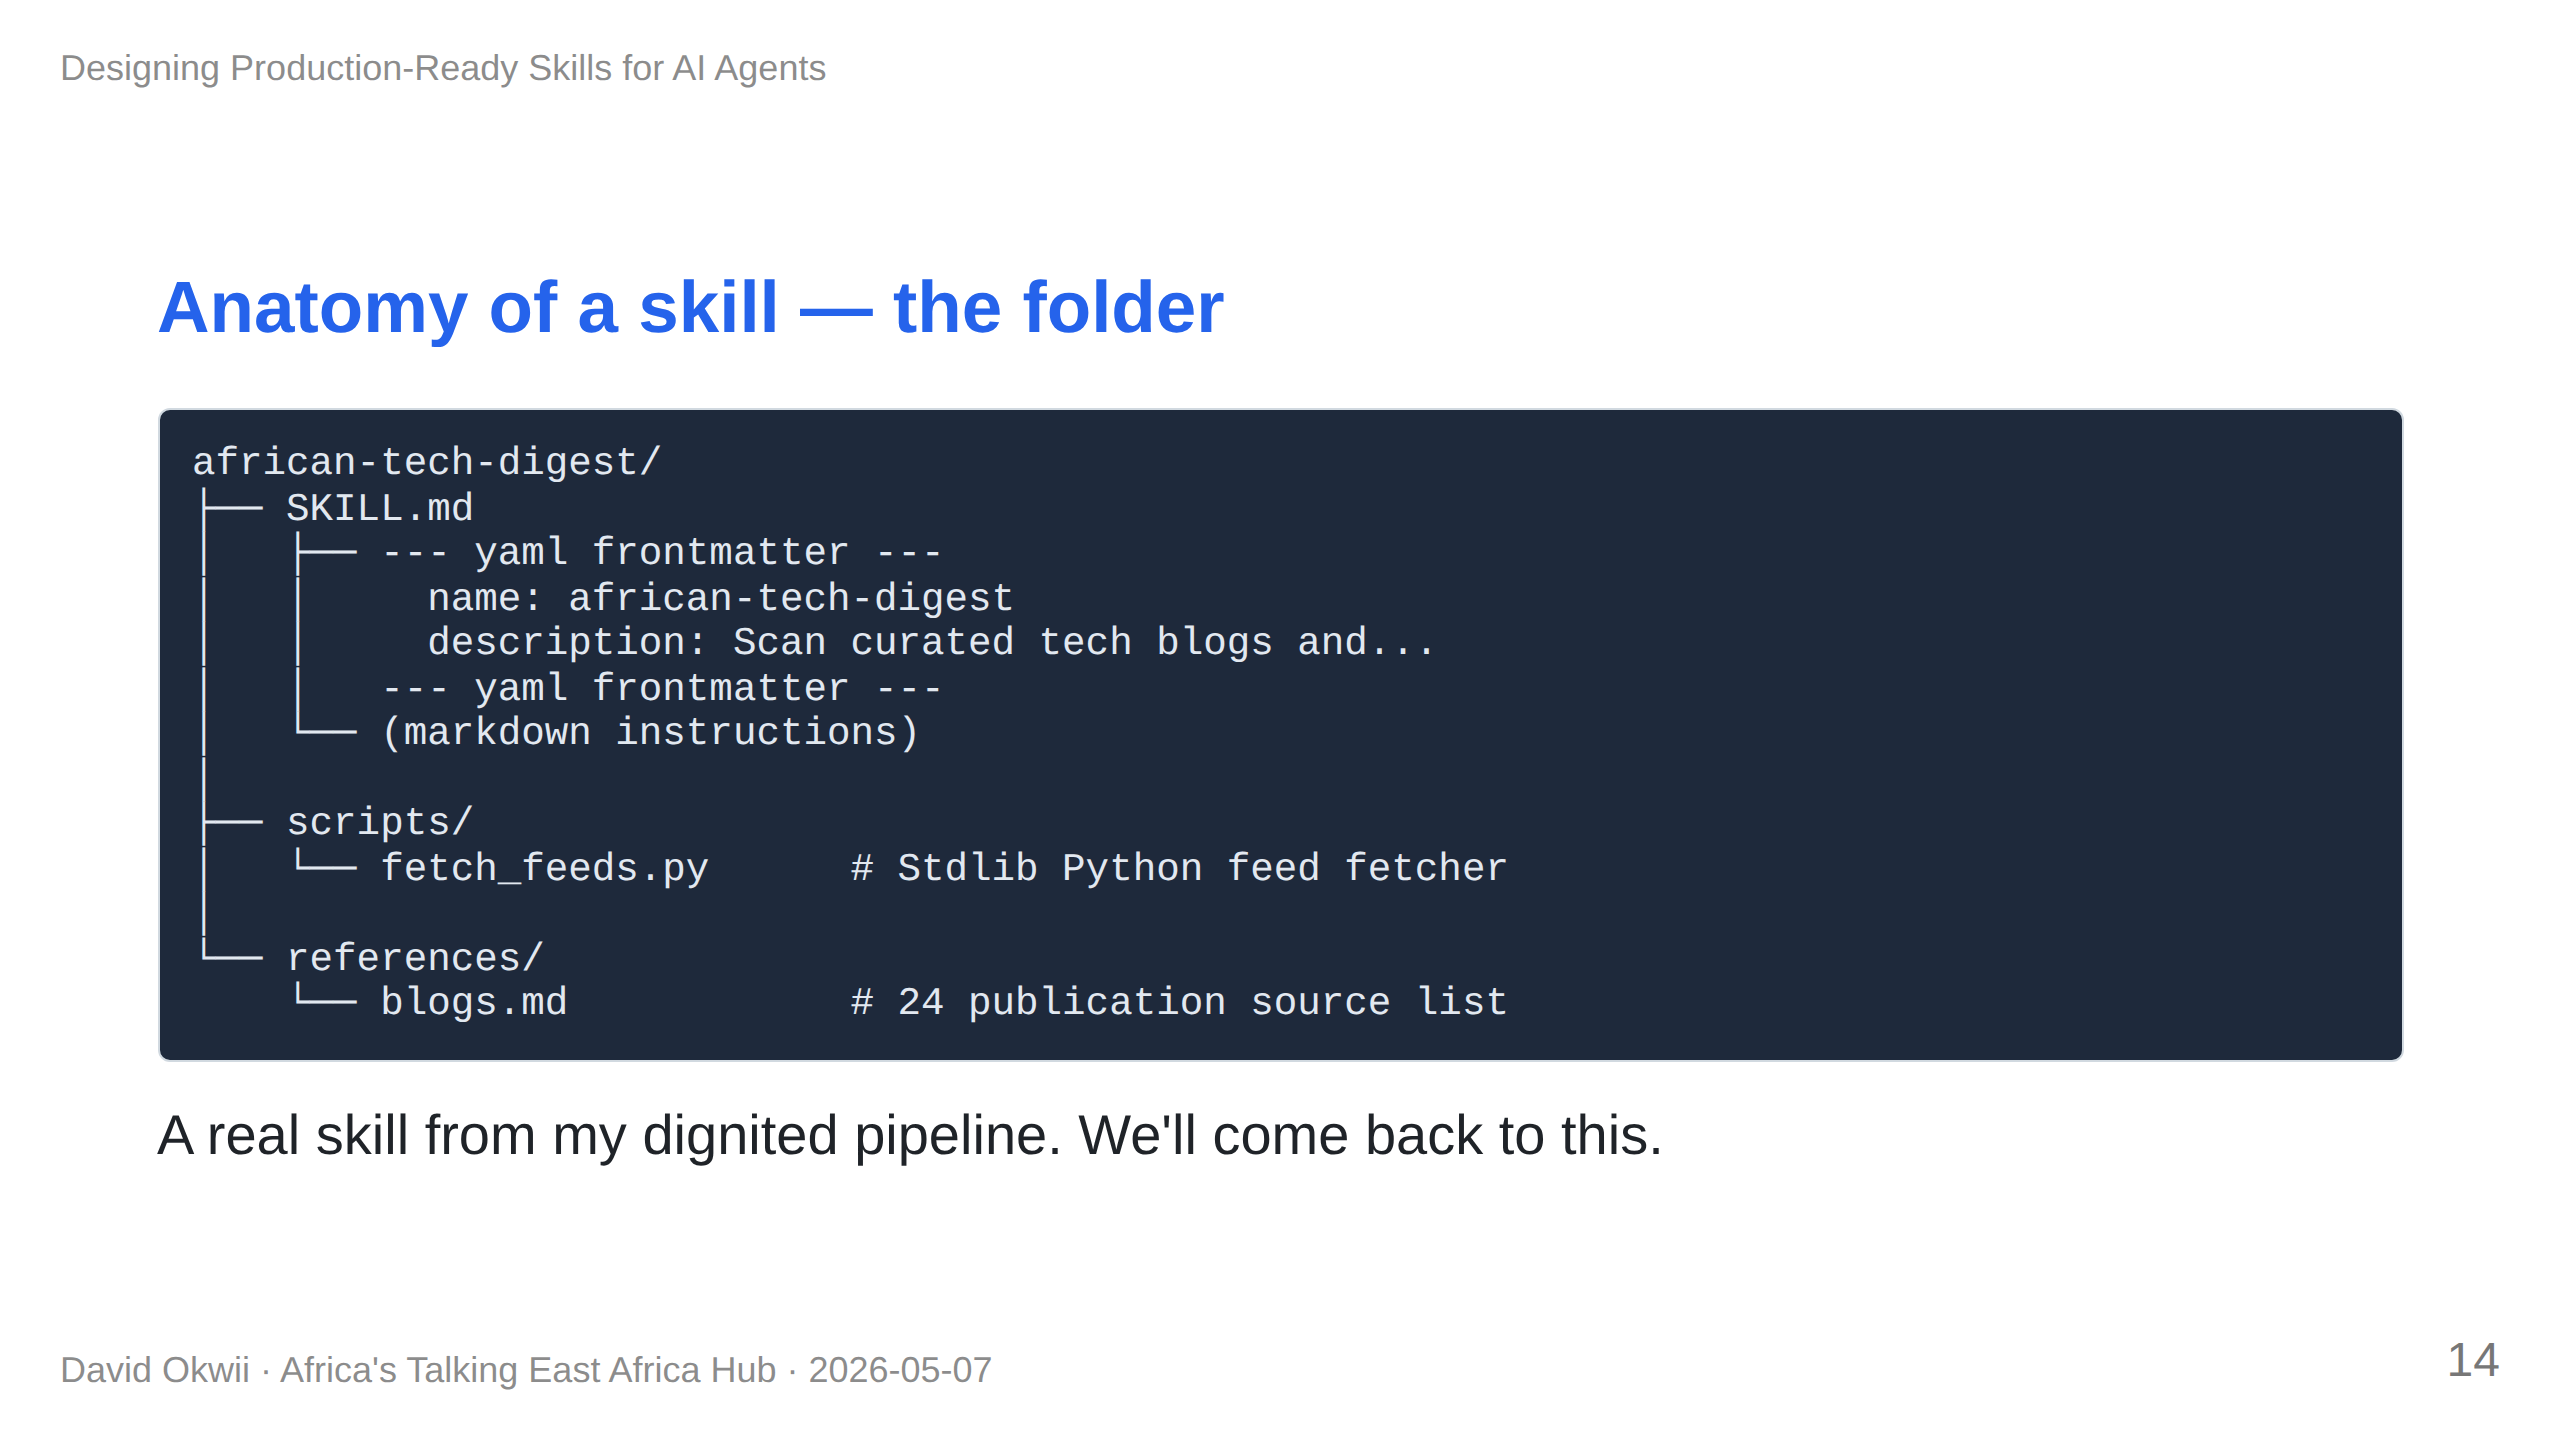 Designing Production-Ready Skills for AI Agents
Anatomy of a skill — the folder
african-tech-digest/
├── SKILL.md
│   ├── --- yaml frontmatter ---
│   │     name: african-tech-digest
│   │     description: Scan curated tech blogs and...
│   │   --- yaml frontmatter ---
│   └── (markdown instructions)
│
├── scripts/
│   └── fetch_feeds.py      # Stdlib Python feed fetcher
│
└── references/
    └── blogs.md            # 24 publication source list
A real skill from my dignited pipeline. We'll come back to this.
David Okwii · Africa's Talking East Africa Hub · 2026-05-07
14